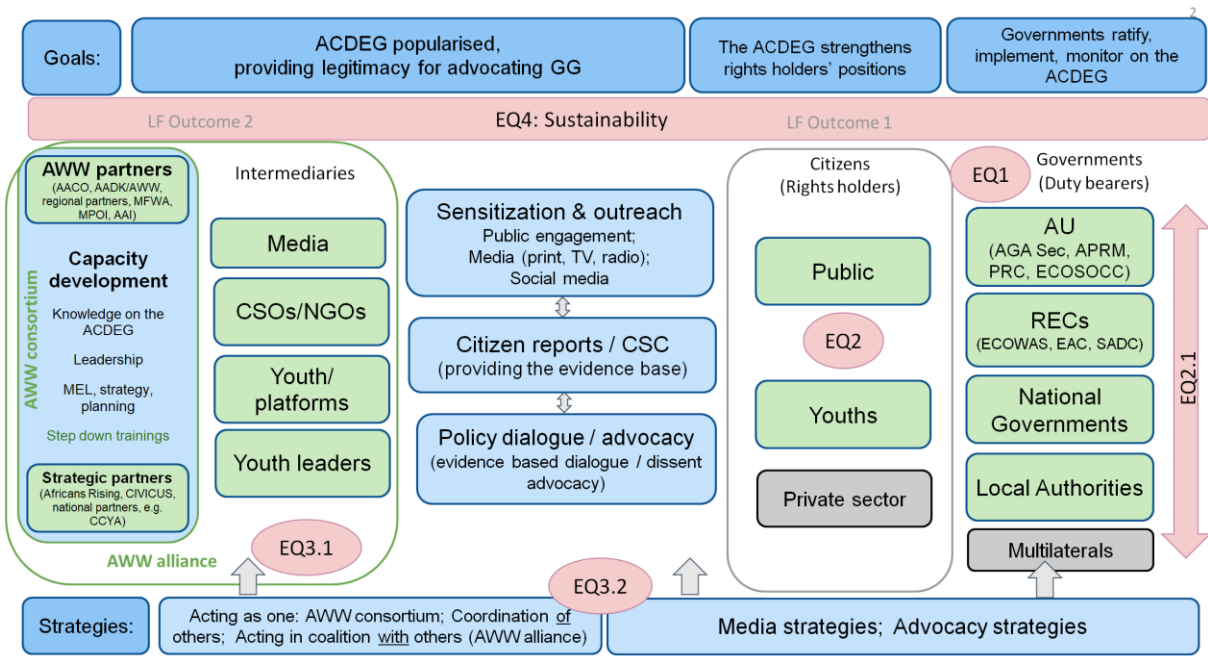 2
Goals:
ACDEG popularised,
providing legitimacy for advocating GG
The ACDEG strengthens
rights holders' positions
Governments ratify,
implement, monitor on the
ACDEG
LF Outcome 2
EQ4: Sustainability
LF Outcome 1
AWW consortium
AWW partners
(AACO, AADK/AWW,
regional partners, MFWA,
MPOI, AAI)
Capacity
development
Knowledge on the
ACDEG
Leadership
MEL, strategy,
planning
Step down trainings
Strategic partners
(Africans Rising, CIVICUS,
national partners, e.g.
CCYA)
AWW alliance
Intermediaries
Media
CSOs/NGOs
Youth/
platforms
Youth leaders
EQ3.1
Sensitization & outreach
Public engagement;
Media (print, TV, radio);
Social media
Citizen reports / CSC
(providing the evidence base)
Policy dialogue / advocacy
(evidence based dialogue / dissent
advocacy)
EQ3.2
Citizens
(Rights holders)
Public
EQ2
Youths
Private sector
EQ1
Governments
(Duty bearers)
AU
(AGA Sec, APRM,
PRC, ECOSOCC)
RECs
(ECOWAS, EAC, SADC)
National
Governments
Local Authorities
Multilaterals
EQ2.1
Strategies:
Acting as one: AWW consortium; Coordination of
others; Acting in coalition with others (AWW alliance)
Media strategies; Advocacy strategies